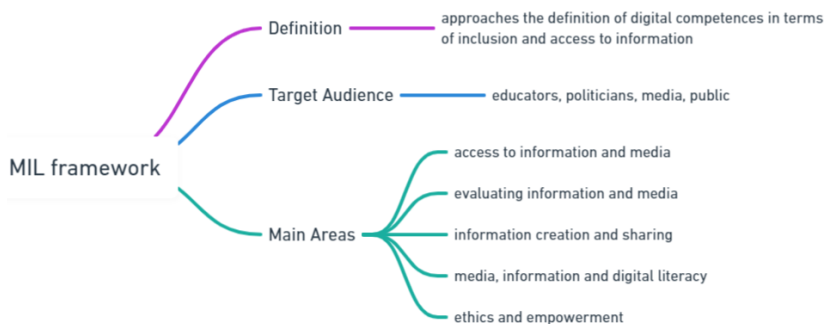 MIL framework
Definition
approaches the definition of digital competences in terms
of inclusion and access to information
Target Audience
educators, politicians, media, public
Main Areas
access to information and media
evaluating information and media
information creation and sharing
media, information and digital literacy
ethics and empowerment